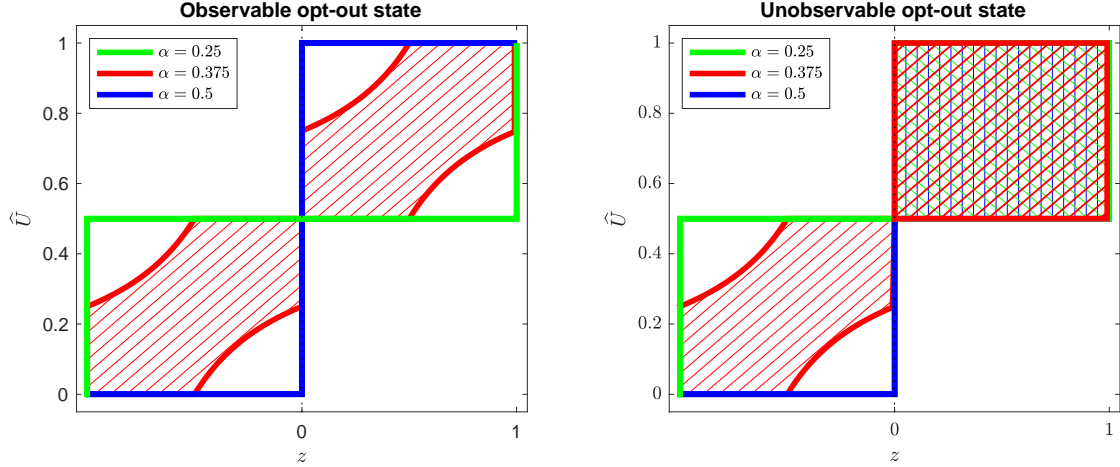 Observable opt-out state
α = 0.25
α = 0.375
α = 0.5
1
0.8
0.6
0.4
0.2
0
Û
0
1
z
Unobservable opt-out state
α = 0.25
α = 0.375
α = 0.5
1
0.8
0.6
0.4
0.2
0
Û
0
1
z